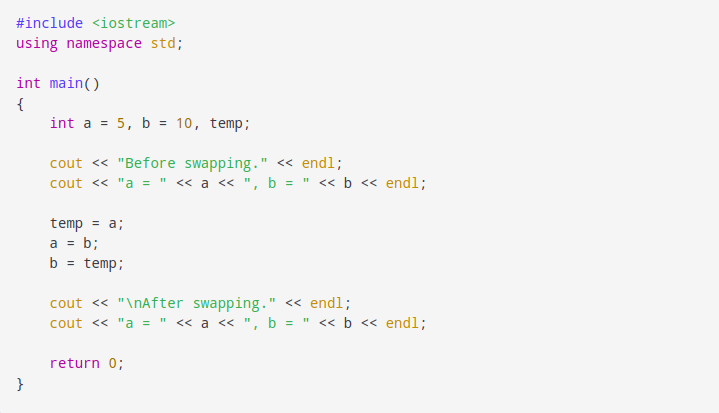 #include <iostream>
using namespace std;
int main()
{
    int a = 5, b = 10, temp;
    cout << "Before swapping." << endl;
    cout << "a = " << a << ", b = " << b << endl;
    temp = a;
    a = b;
    b = temp;
    cout << "\nAfter swapping." << endl;
    cout << "a = " << a << ", b = " << b << endl;
    return 0;
}